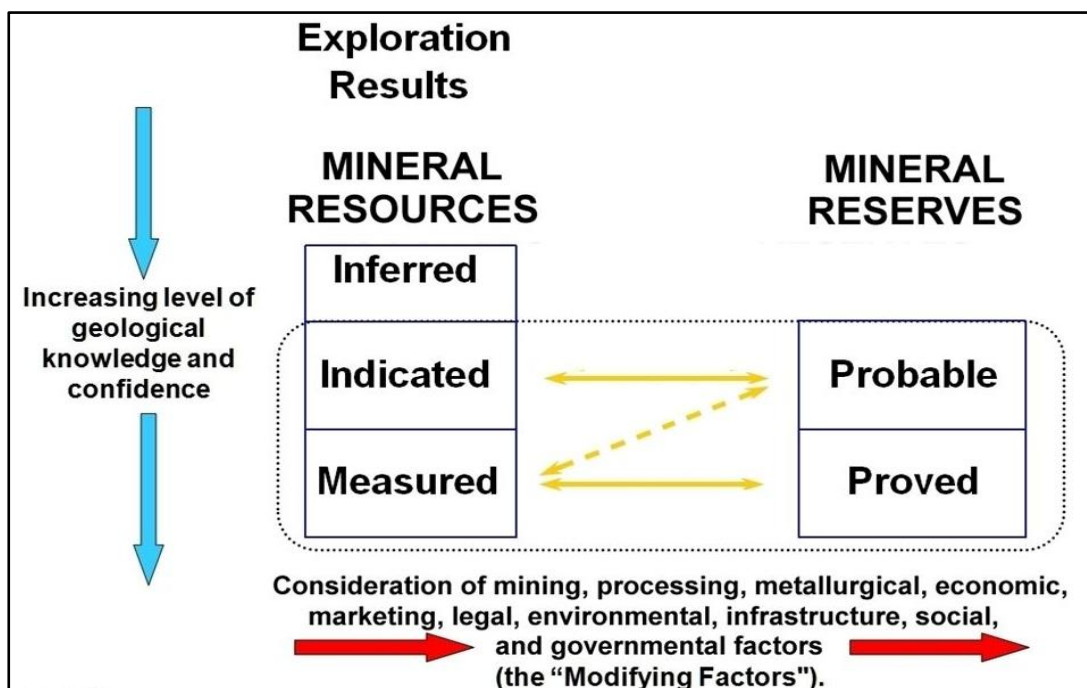 Exploration
Results
MINERAL
RESOURCES
MINERAL
RESERVES
Inferred
Increasing level of
geological
knowledge and
confidence
Indicated
Probable
Measured
Proved
Consideration of mining, processing, metallurgical, economic,
marketing, legal, environmental, infrastructure, social,
and governmental factors
(the “Modifying Factors").